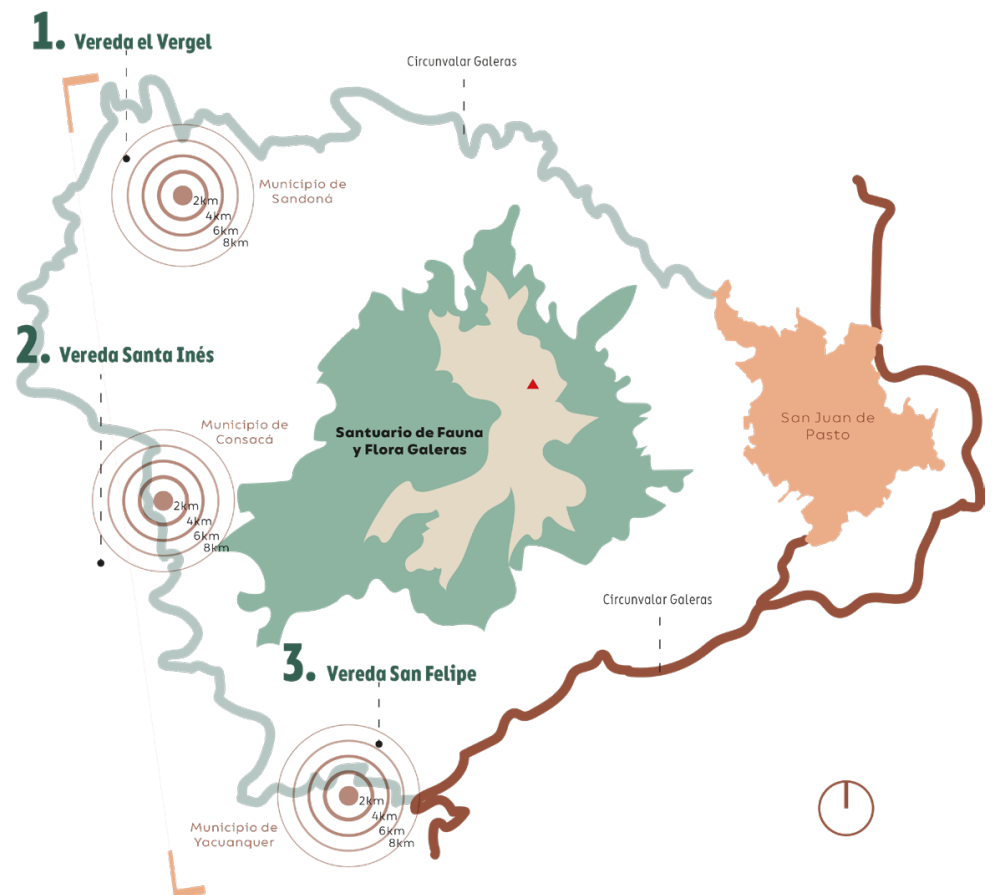 1. Vereda el Vergel
Circunvalar Galeras
Municipio de
Sandoná
2km
4km
6km
8km
2. Vereda Santa Inés
Municipio de
Consacá
2km
4km
6km
8km
Santuario de Fauna
y Flora Galeras
San Juan de
Pasto
Circunvalar Galeras
3. Vereda San Felipe
2km
4km
6km
8km
Municipio de
Yacuanquer